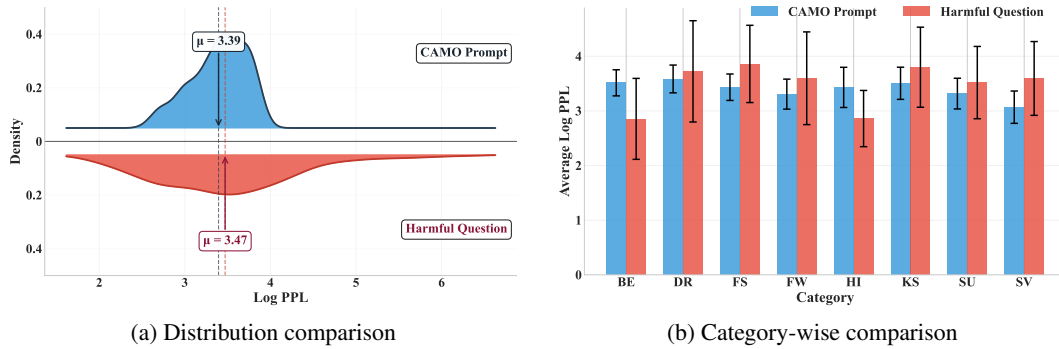 0.4
0.2
0
0.2
0.4
Density
μ = 3.39
CAMO Prompt
μ = 3.47
Harmful Question
2 3 4 5 6
Log PPL
(a) Distribution comparison
CAMO Prompt Harmful Question
5
4
3
2
1
0
Average Log PPL
BE DR FS FW HI KS SU SV
Category
(b) Category-wise comparison